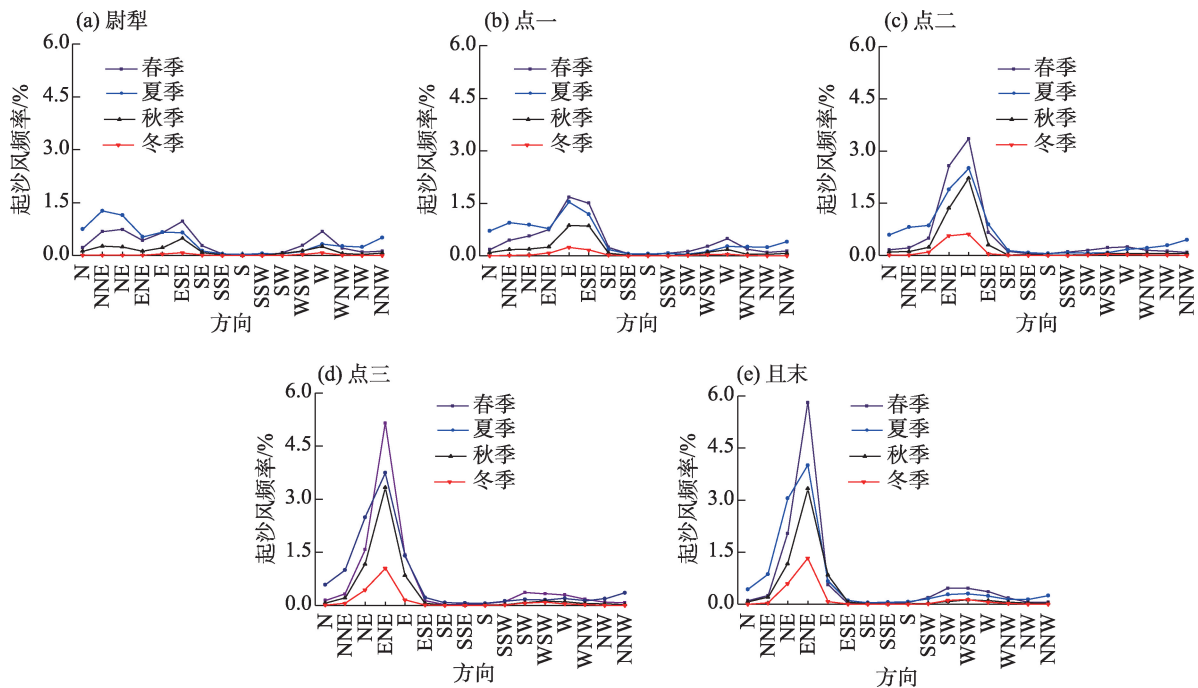 (a) 尉犁
起沙风频率/%
6.0
4.5
3.0
1.5
0.0
春季
夏季
秋季
冬季
N
NNE
NE
ENE
E
ESE
SE
SSE
S
SSW
SW
WSW
W
WNW
NW
NNW
方向
(b) 点一
起沙风频率/%
6.0
4.5
3.0
1.5
0.0
春季
夏季
秋季
冬季
N
NNE
NE
ENE
E
ESE
SE
SSE
S
SSW
SW
WSW
W
WNW
NW
NNW
方向
(c) 点二
起沙风频率/%
6.0
4.5
3.0
1.5
0.0
春季
夏季
秋季
冬季
N
NNE
NE
ENE
E
ESE
SE
SSE
S
SSW
SW
WSW
W
WNW
NW
NNW
方向
(d) 点三
起沙风频率/%
6.0
4.5
3.0
1.5
0.0
春季
夏季
秋季
冬季
N
NNE
NE
ENE
E
ESE
SE
SSE
S
SSW
SW
WSW
W
WNW
NW
NNW
方向
(e) 且末
起沙风频率/%
6.0
4.5
3.0
1.5
0.0
春季
夏季
秋季
冬季
N
NNE
NE
ENE
E
ESE
SE
SSE
S
SSW
SW
WSW
W
WNW
NW
NNW
方向